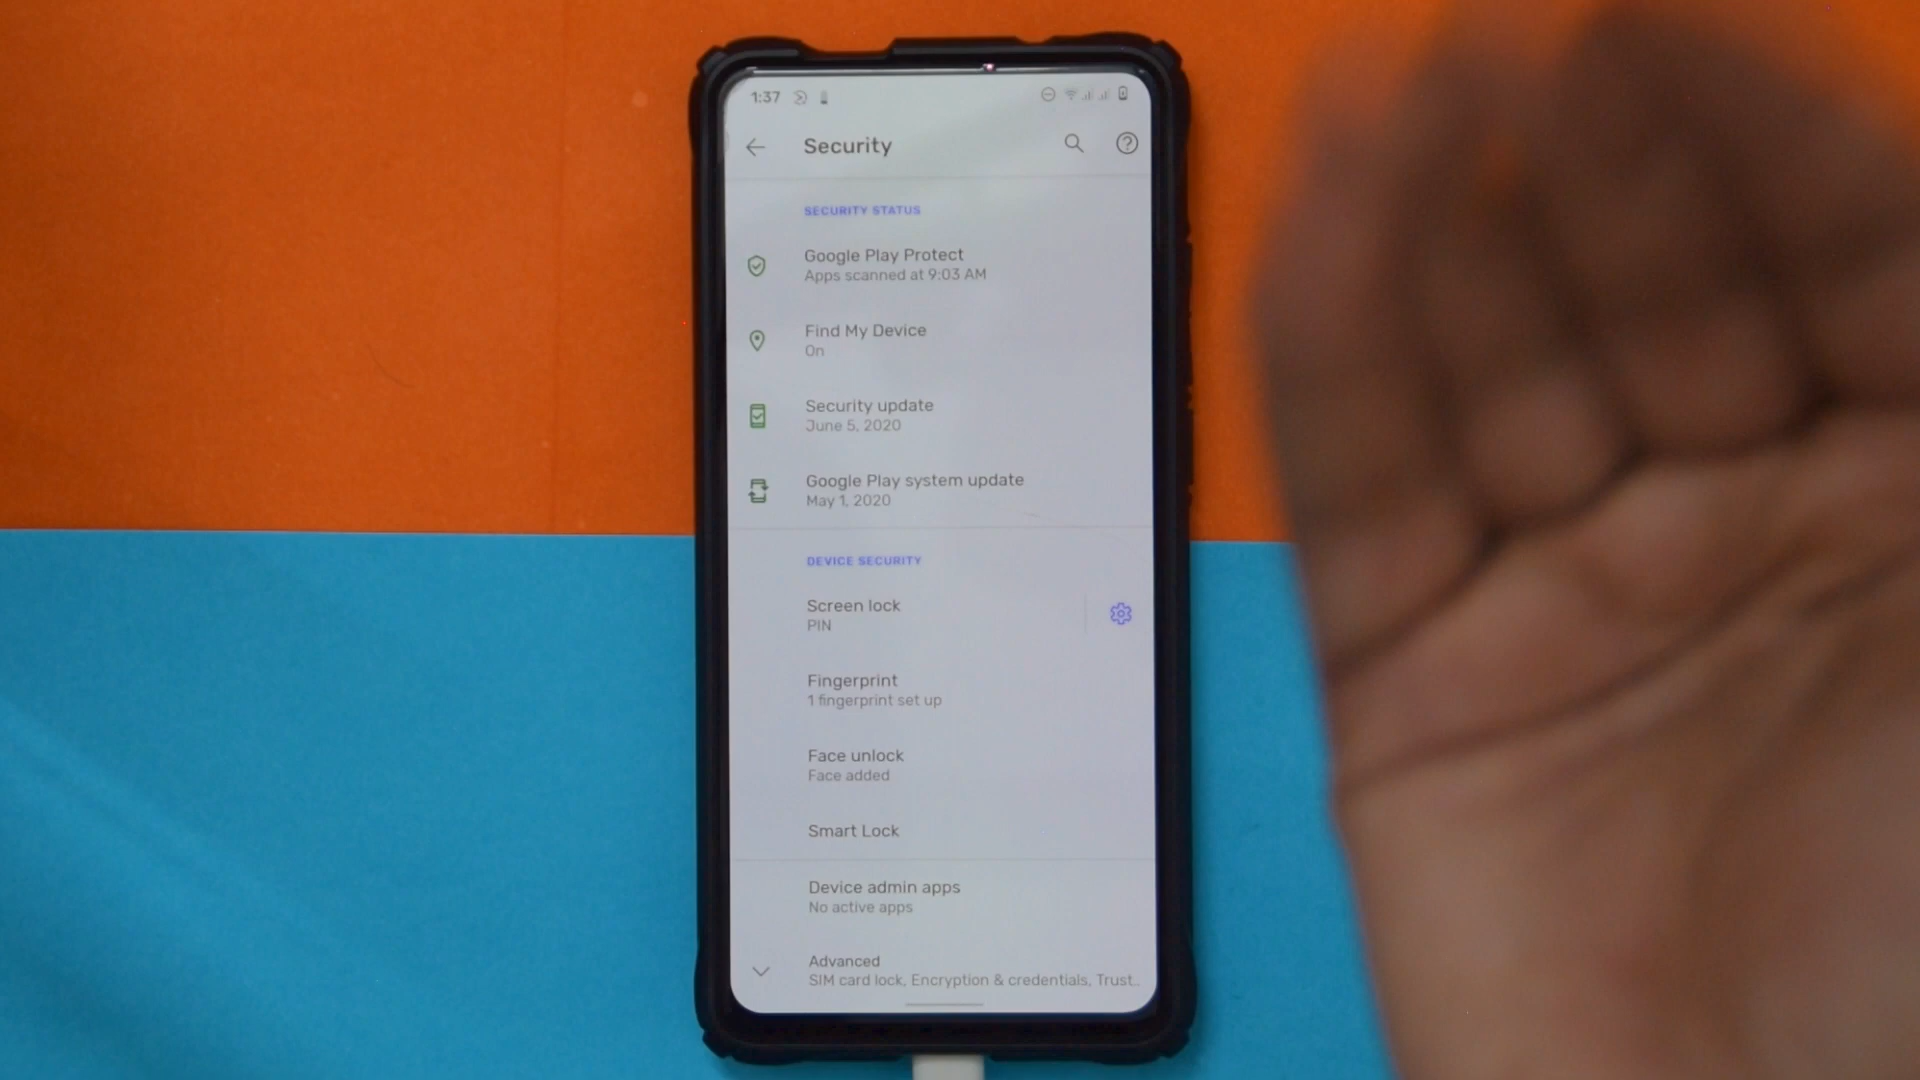 1:37
Security
SECURITY STATUS
Google Play Protect
Apps scanned at 9:03 AM
Find My Device
On
Security update
June 5, 2020
Google Play system update
May 1, 2020
DEVICE SECURITY
Screen lock
PIN
Fingerprint
1 fingerprint set up
Face unlock
Face added
Smart Lock
Device admin apps
No active apps
Advanced
SIM card lock, Encryption & credentials, Trust..